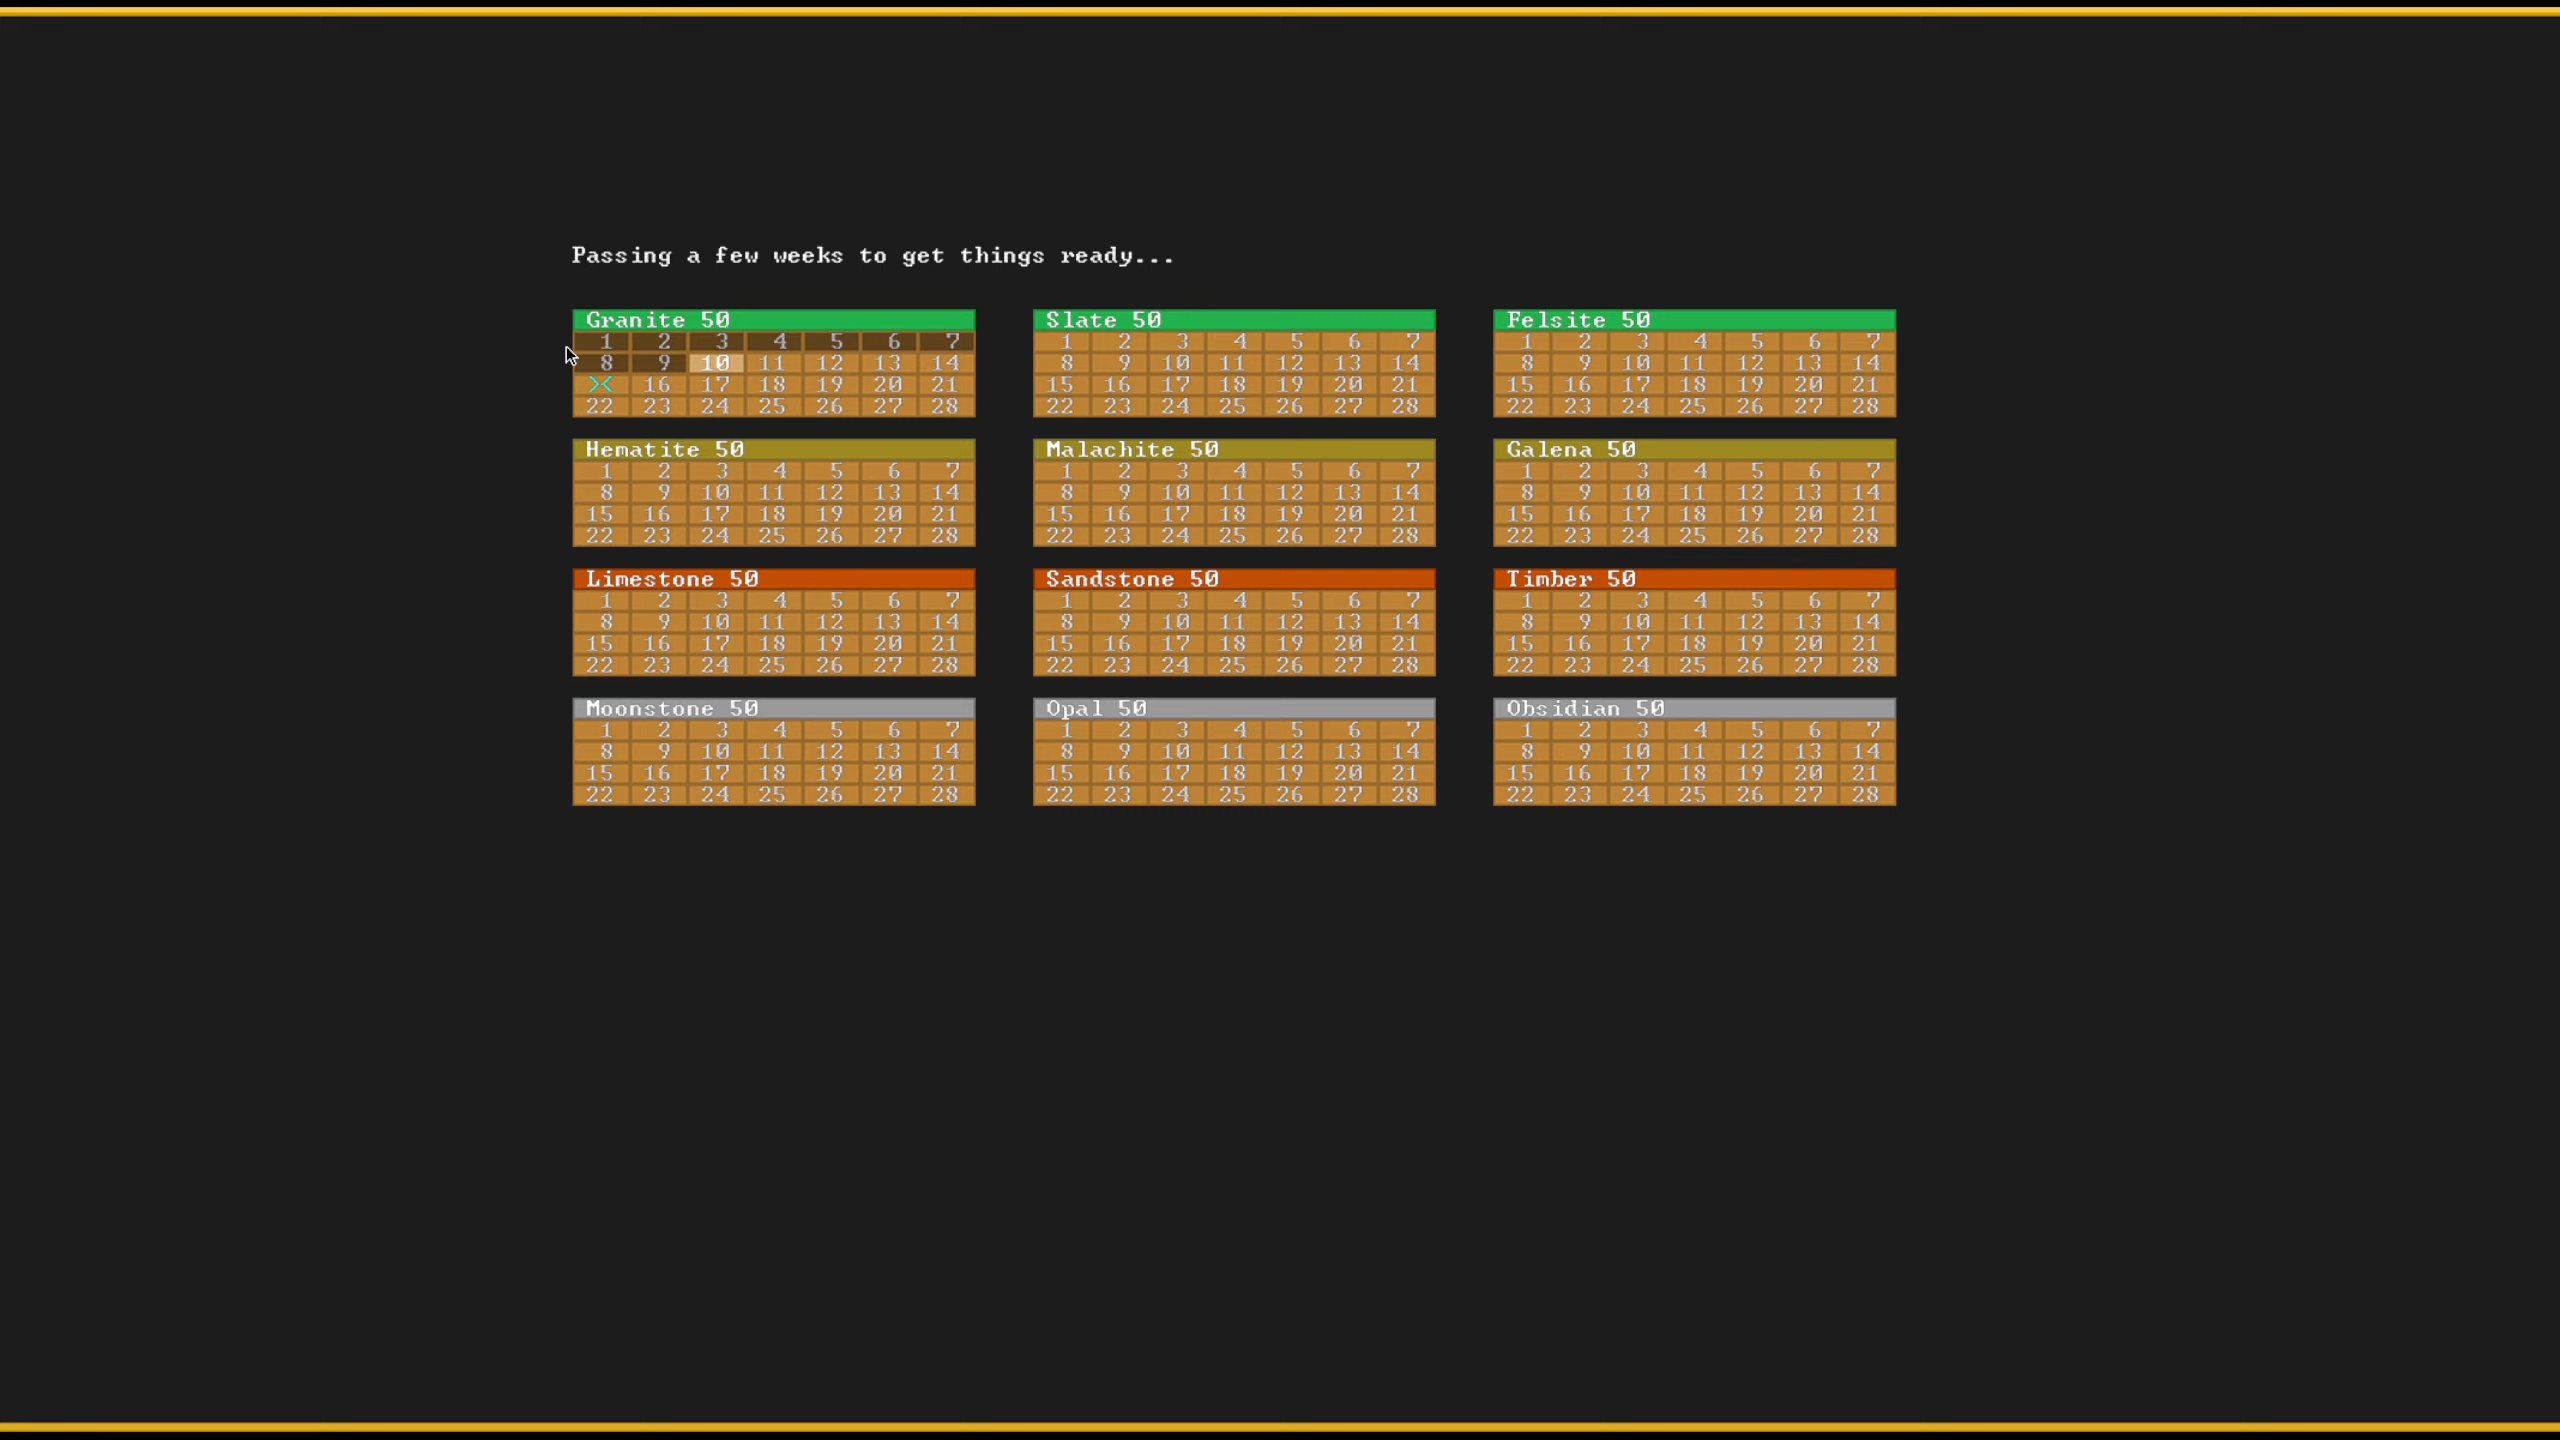 Passing a few weeks to get things ready...
Granite 50
1 2 3 4 5 6 7
8 9 10 11 12 13 14
>< 16 17 18 19 20 21
22 23 24 25 26 27 28
Slate 50
1 2 3 4 5 6 7
8 9 10 11 12 13 14
15 16 17 18 19 20 21
22 23 24 25 26 27 28
Felsite 50
1 2 3 4 5 6 7
8 9 10 11 12 13 14
15 16 17 18 19 20 21
22 23 24 25 26 27 28
Hematite 50
1 2 3 4 5 6 7
8 9 10 11 12 13 14
15 16 17 18 19 20 21
22 23 24 25 26 27 28
Malachite 50
1 2 3 4 5 6 7
8 9 10 11 12 13 14
15 16 17 18 19 20 21
22 23 24 25 26 27 28
Galena 50
1 2 3 4 5 6 7
8 9 10 11 12 13 14
15 16 17 18 19 20 21
22 23 24 25 26 27 28
Limestone 50
1 2 3 4 5 6 7
8 9 10 11 12 13 14
15 16 17 18 19 20 21
22 23 24 25 26 27 28
Sandstone 50
1 2 3 4 5 6 7
8 9 10 11 12 13 14
15 16 17 18 19 20 21
22 23 24 25 26 27 28
Timber 50
1 2 3 4 5 6 7
8 9 10 11 12 13 14
15 16 17 18 19 20 21
22 23 24 25 26 27 28
Moonstone 50
1 2 3 4 5 6 7
8 9 10 11 12 13 14
15 16 17 18 19 20 21
22 23 24 25 26 27 28
Opal 50
1 2 3 4 5 6 7
8 9 10 11 12 13 14
15 16 17 18 19 20 21
22 23 24 25 26 27 28
Obsidian 50
1 2 3 4 5 6 7
8 9 10 11 12 13 14
15 16 17 18 19 20 21
22 23 24 25 26 27 28